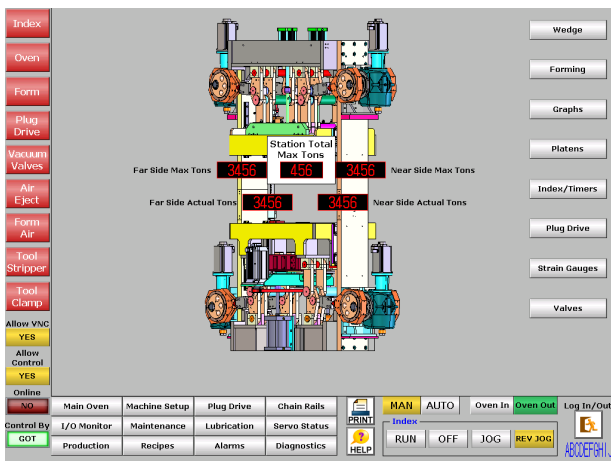 Index
Oven
Form
Plug
Drive
Vacuum
Valves
Air
Eject
Form
Air
Tool
Stripper
Tool
Clamp
Allow VNC
YES
Allow
Control
YES
Online
NO
Control By
GOT
Station Total
Max Tons
Far Side Max Tons 3456 456 3456 Near Side Max Tons
Far Side Actual Tons 3456 3456 Near Side Actual Tons
Wedge
Forming
Graphs
Platens
Index/Timers
Plug Drive
Strain Gauges
Valves
Main Oven Machine Setup Plug Drive Chain Rails
I/O Monitor Maintenance Lubrication Servo Status
Production Recipes Alarms Diagnostics
PRINT
HELP
MAN AUTO Oven In Oven Out
Index
RUN OFF JOG REV JOG
Log In/Out
ABCDEFGHIJ